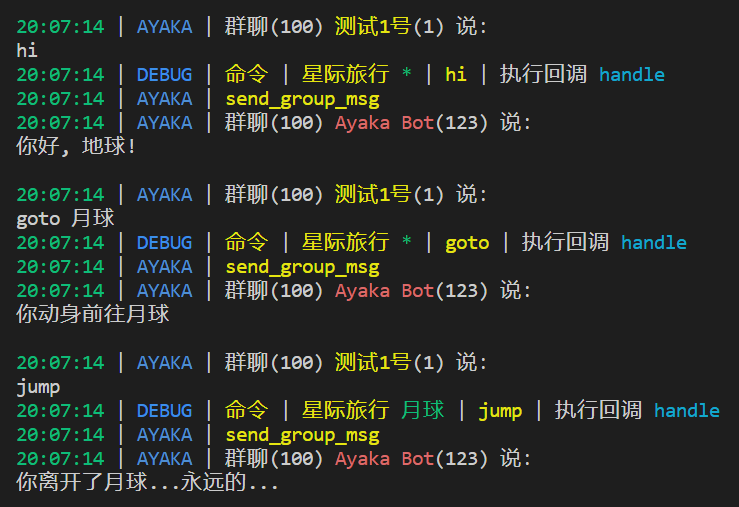 20:07:14 | AYAKA | 群聊(100) 测试1号(1) 说:
hi
20:07:14 | DEBUG | 命令 | 星际旅行 * | hi | 执行回调 handle
20:07:14 | AYAKA | send_group_msg
20:07:14 | AYAKA | 群聊(100) Ayaka Bot(123) 说:
你好, 地球!
20:07:14 | AYAKA | 群聊(100) 测试1号(1) 说:
goto 月球
20:07:14 | DEBUG | 命令 | 星际旅行 * | goto | 执行回调 handle
20:07:14 | AYAKA | send_group_msg
20:07:14 | AYAKA | 群聊(100) Ayaka Bot(123) 说:
你动身前往月球
20:07:14 | AYAKA | 群聊(100) 测试1号(1) 说:
jump
20:07:14 | DEBUG | 命令 | 星际旅行 月球 | jump | 执行回调 handle
20:07:14 | AYAKA | send_group_msg
20:07:14 | AYAKA | 群聊(100) Ayaka Bot(123) 说:
你离开了月球...永远的...